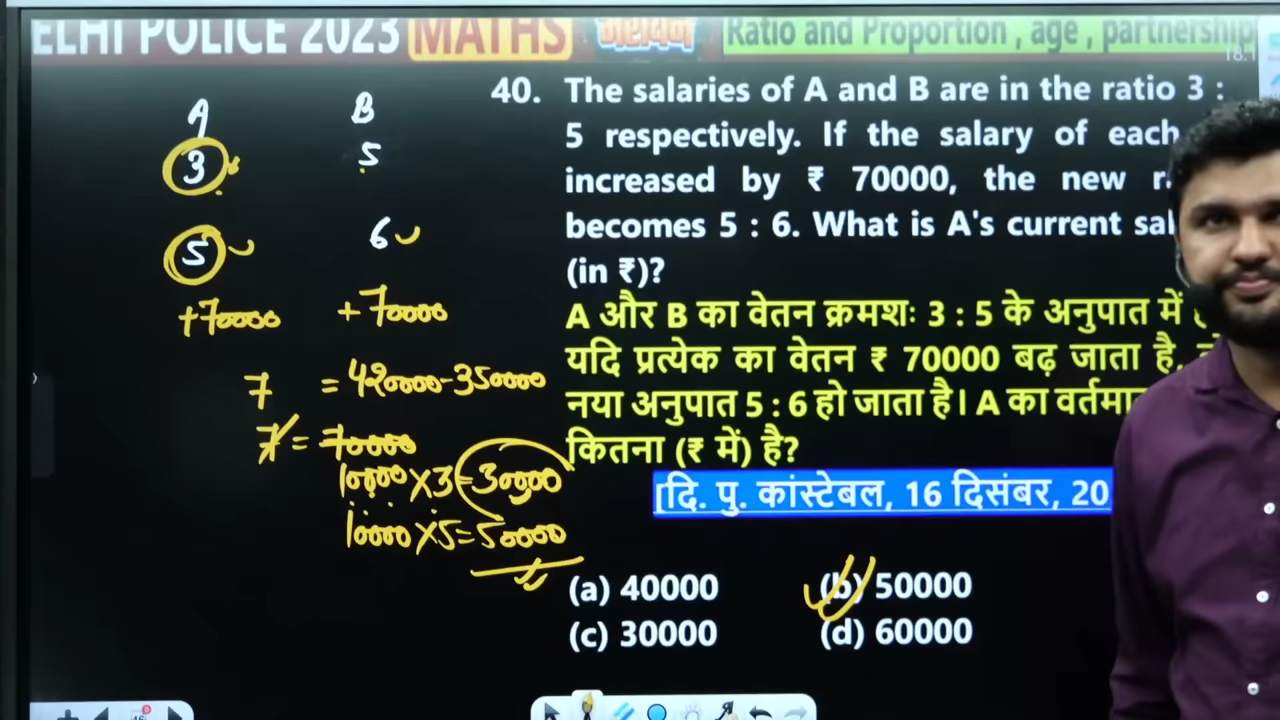 ELHI POLICE 2023 MATHS Ratio and Proportion , age , partnership
18.1
40. The salaries of A and B are in the ratio 3 :
5 respectively. If the salary of each
increased by ₹ 70000, the new r
becomes 5 : 6. What is A's current sal
(in ₹)?
A और B का वेतन क्रमशः 3 : 5 के अनुपात में
यदि प्रत्येक का वेतन ₹ 70000 बढ़ जाता है,
नया अनुपात 5 : 6 हो जाता है। A का वर्तमा
कितना (₹ में) है?
[दि. पु. कांस्टेबल, 16 दिसंबर, 20
(a) 40000 (b) 50000
(c) 30000 (d) 60000
A B
3 5
5 6
+70000 +70000
7 = 420000-350000
7 = 70000
10000 ×3=30000
10000 ×5=50000